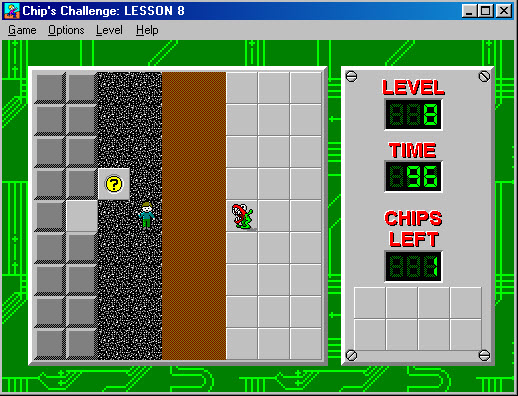 Chip's Challenge: LESSON 8
Game Options Level Help
LEVEL
8
TIME
96
CHIPS
LEFT
1
?